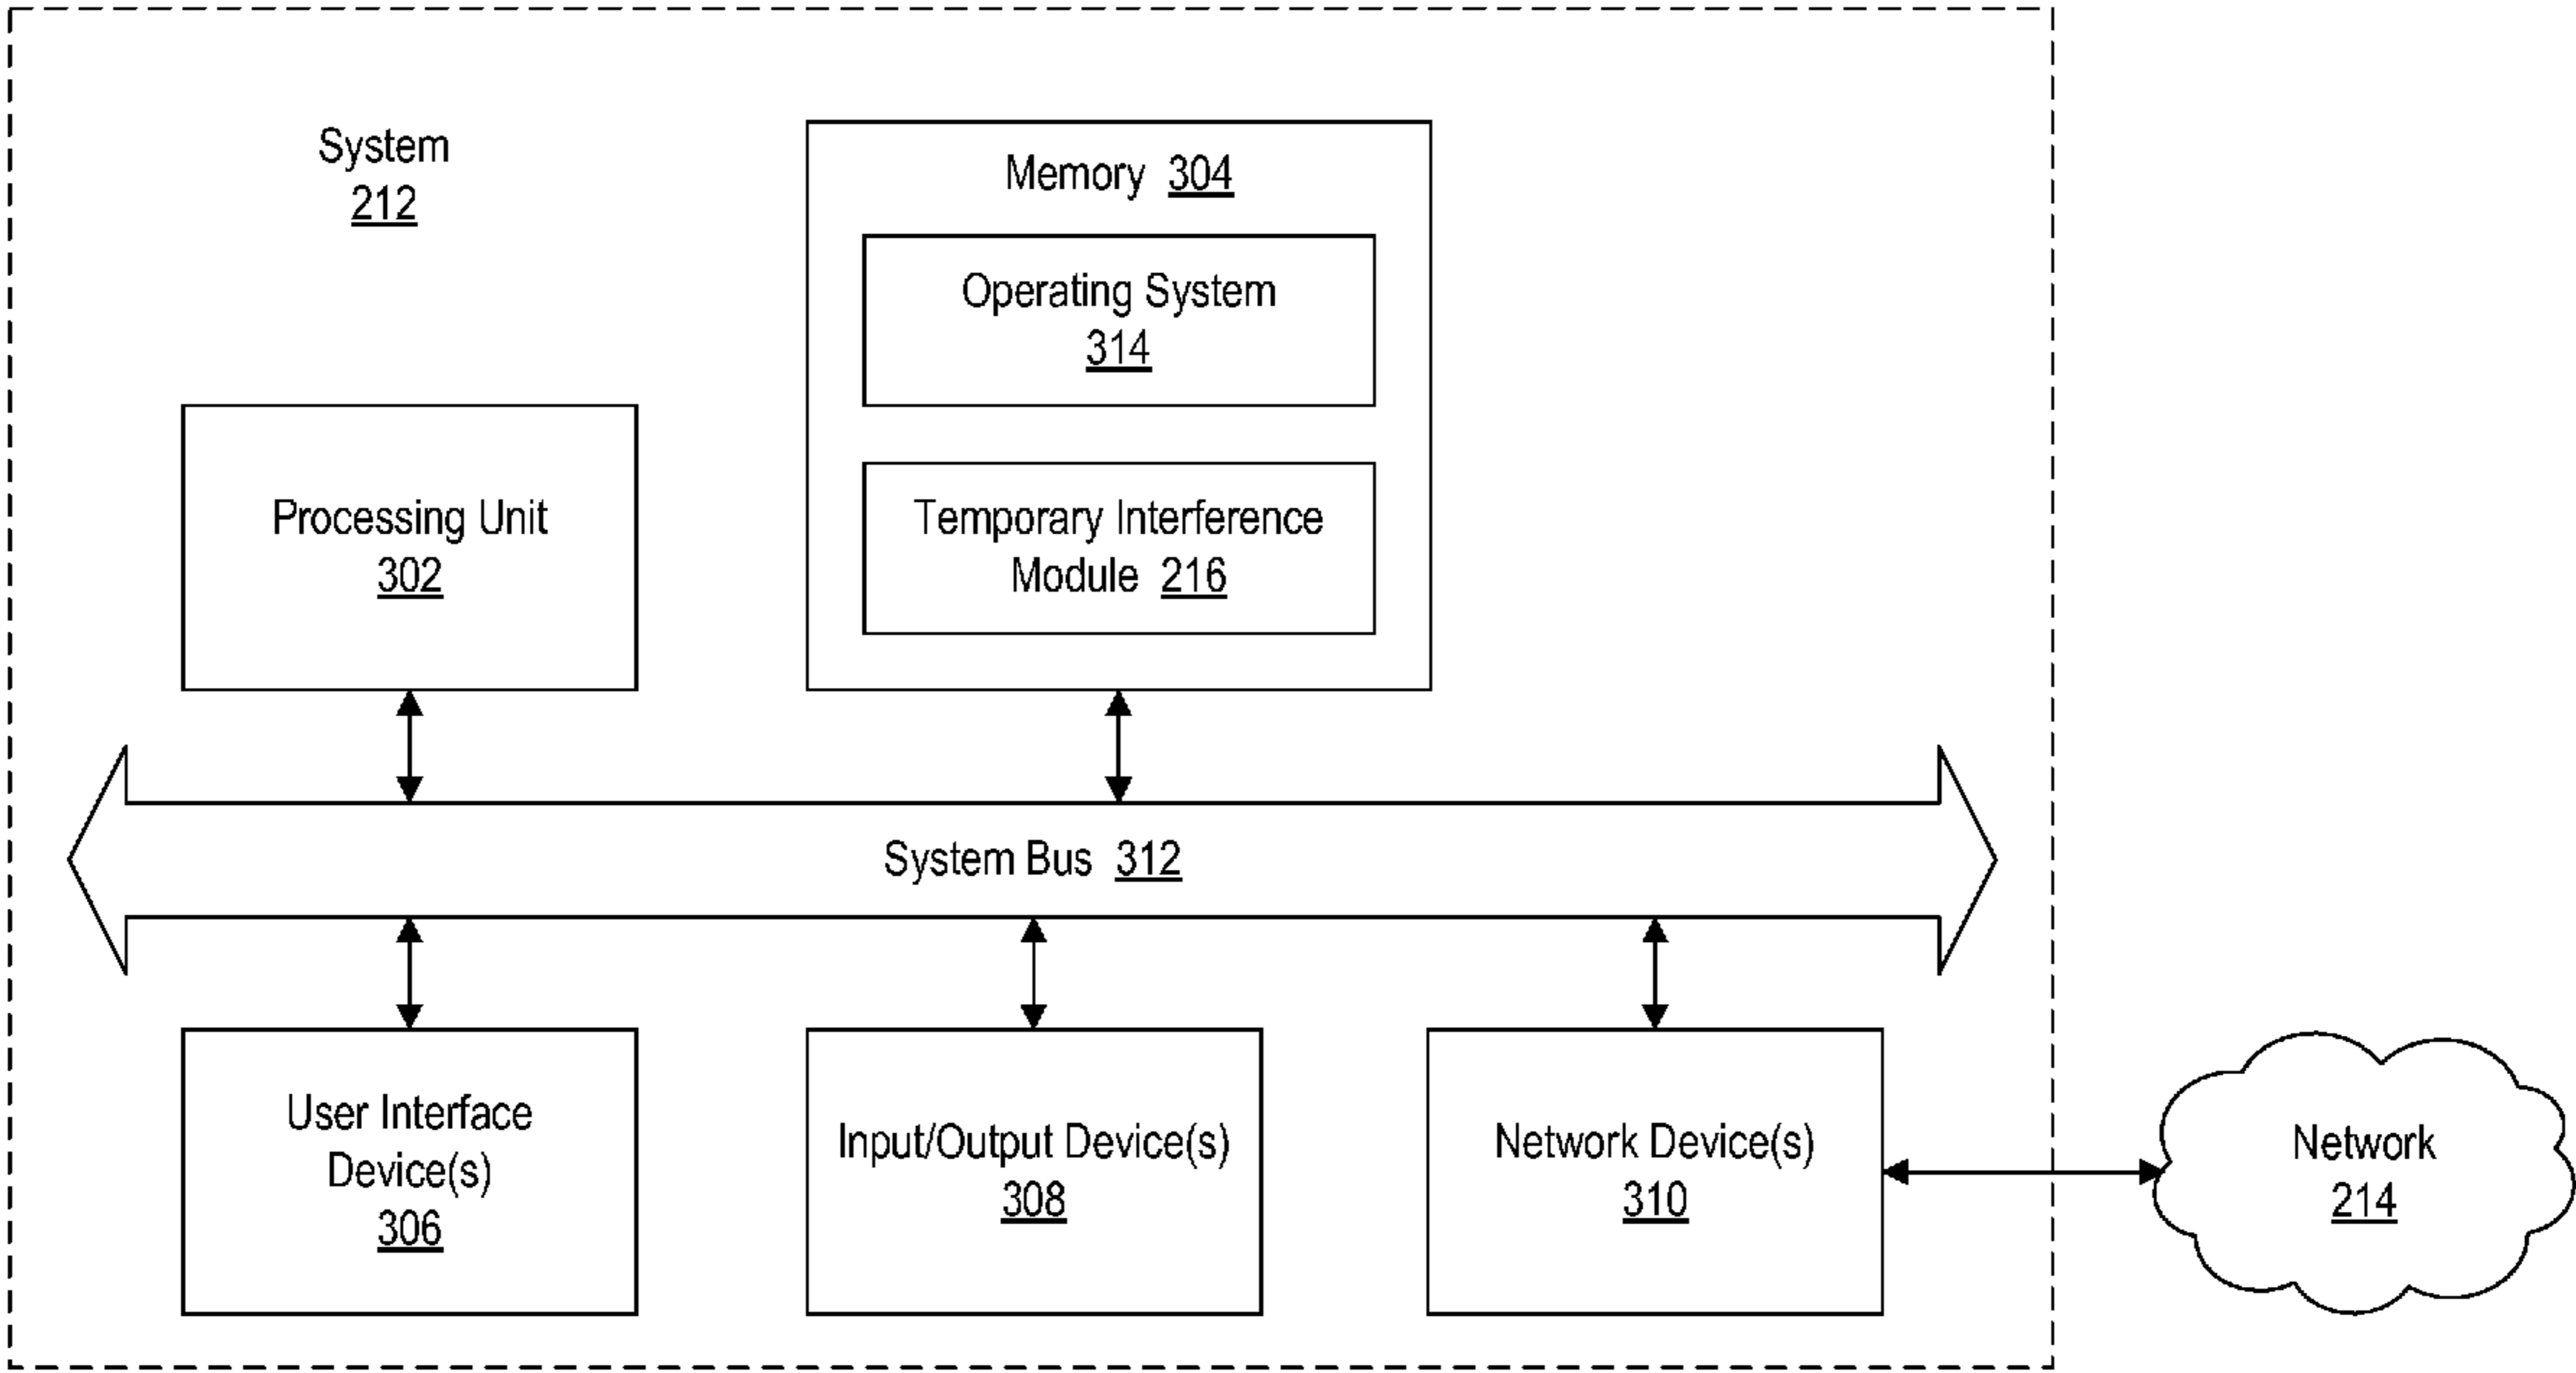 System
212
Memory 304
Operating System
314
Temporary Interference
Module 216
Processing Unit
302
System Bus 312
User Interface
Device(s)
306
Input/Output Device(s)
308
Network Device(s)
310
Network
214